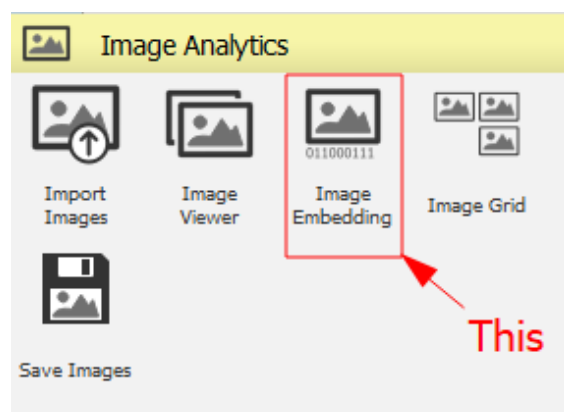 Image Analytics
011000111
Import
Images
Image
Viewer
Image
Embedding
Image Grid
This
Save Images